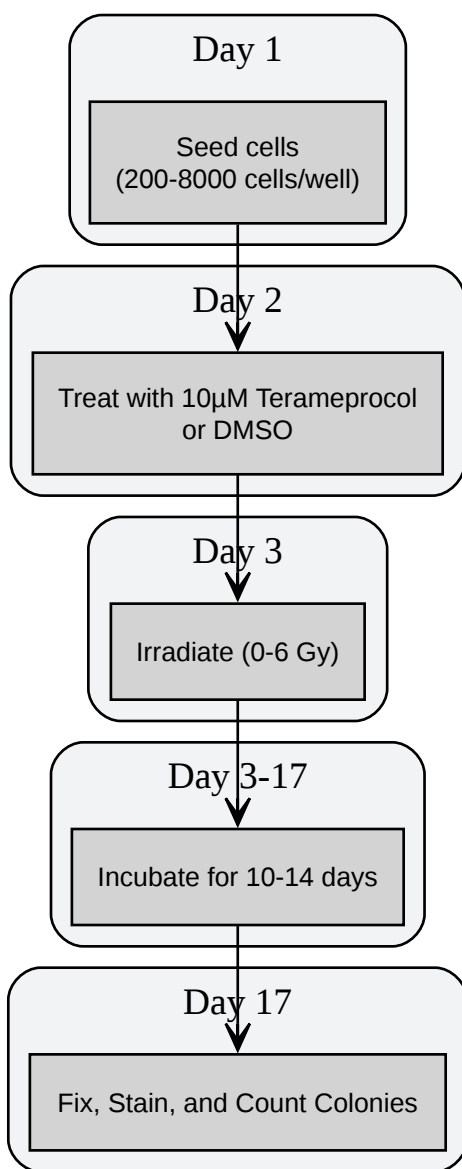 Day 1
Seed cells
(200-8000 cells/well)
Day 2
Treat with 10µM Terameprocol
or DMSO
Day 3
Irradiate (0-6 Gy)
Day 3-17
Incubate for 10-14 days
Day 17
Fix, Stain, and Count Colonies